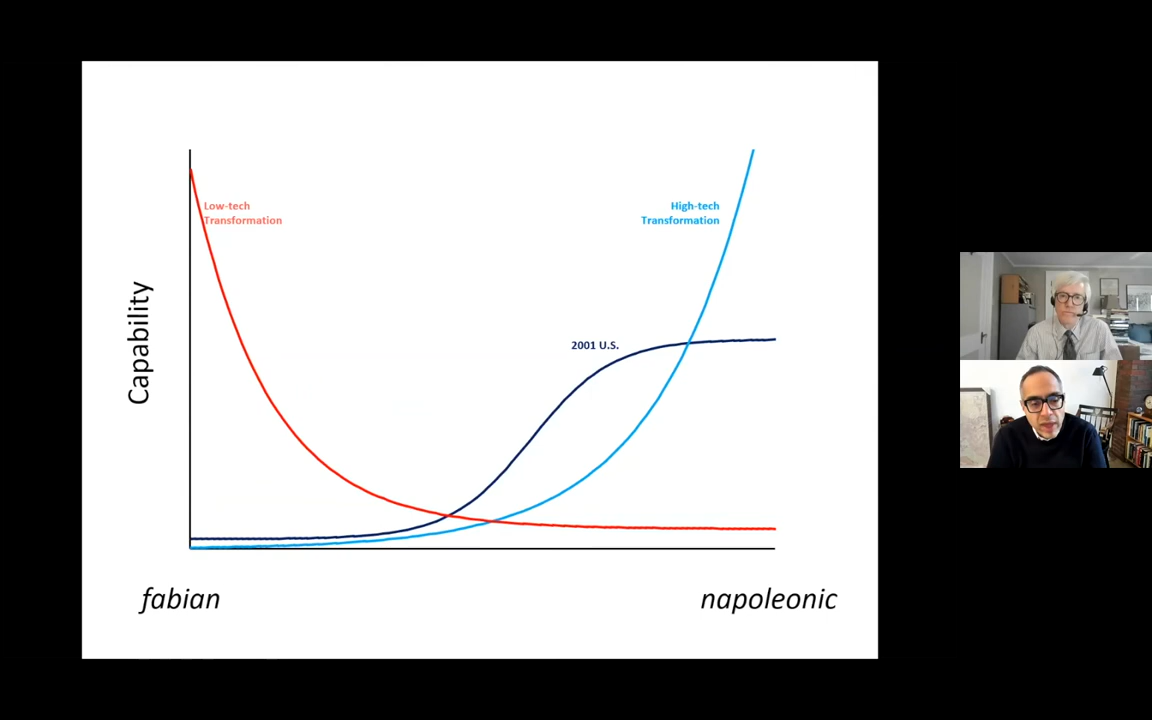 Low-tech
Transformation
High-tech
Transformation
2001 U.S.
Capability
fabian
napoleonic